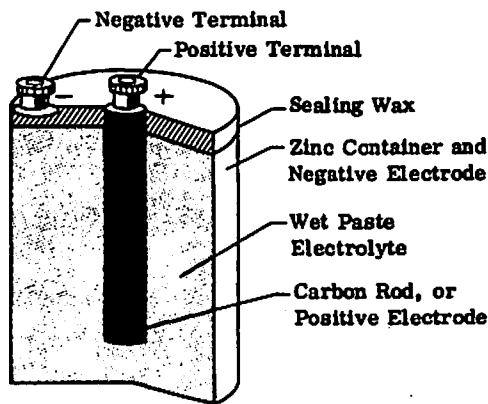 Negative Terminal
Positive Terminal
- +
Sealing Wax
Zinc Container and
Negative Electrode
Wet Paste
Electrolyte
Carbon Rod, or
Positive Electrode